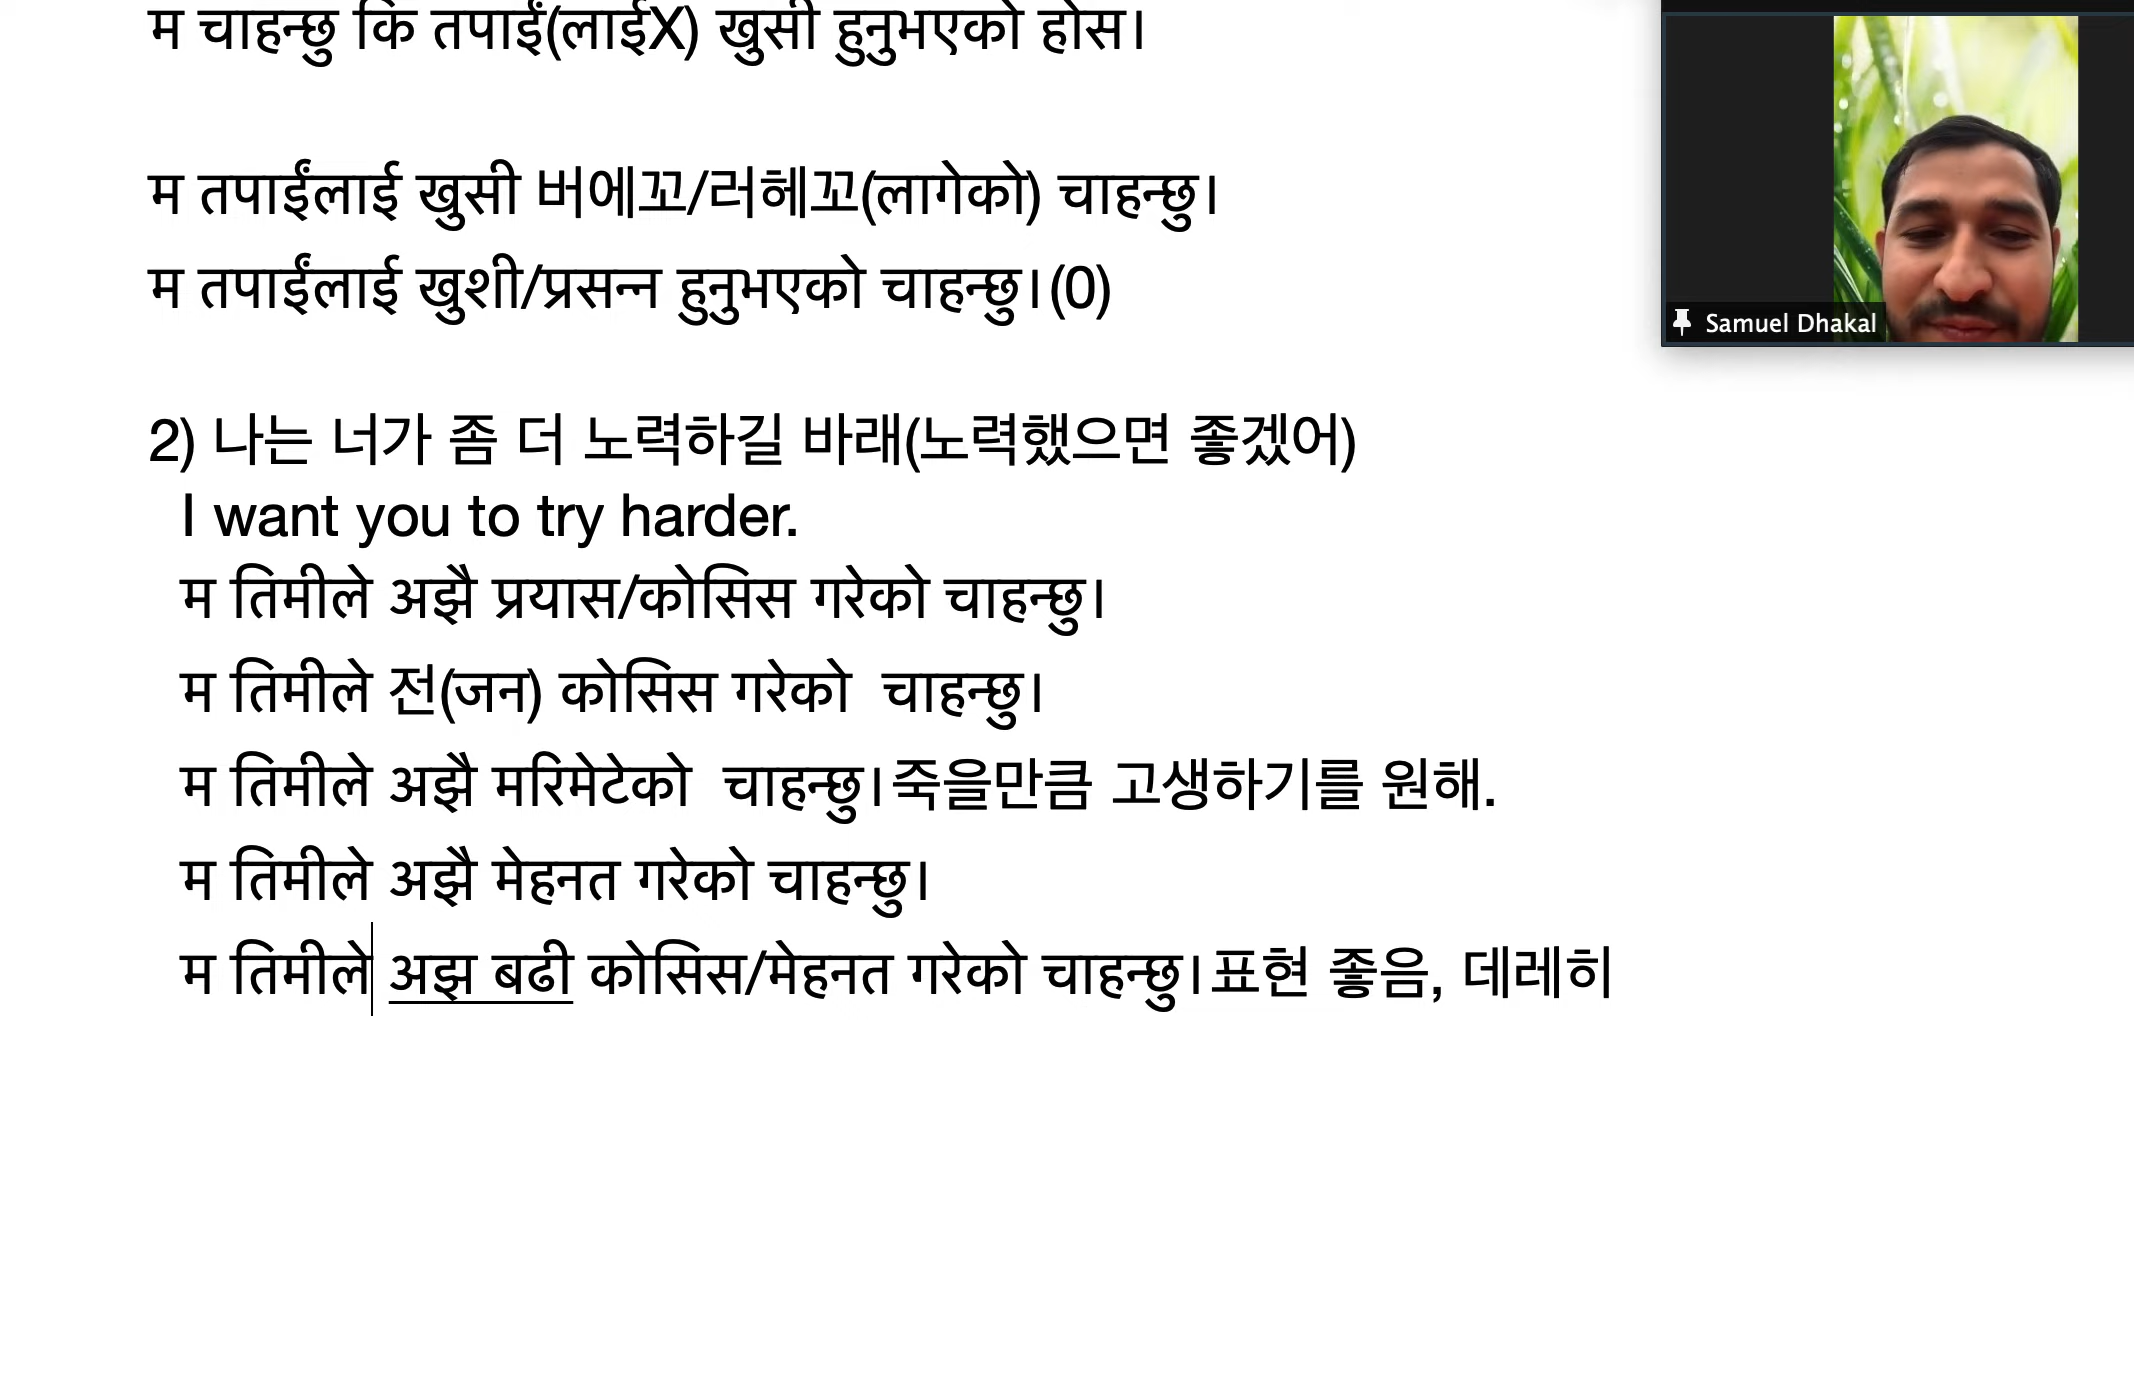 म चाहन्छु कि तपाईं(लाईX) खुसी हुनुभएको होस।
म तपाईंलाई खुसी 버에꼬/러헤꼬(लागेको) चाहन्छु।
म तपाईंलाई खुशी/प्रसन्न हुनुभएको चाहन्छु।(0)
Samuel Dhakal
2) 나는 너가 좀 더 노력하길 바래(노력했으면 좋겠어)
I want you to try harder.
म तिमीले अझै प्रयास/कोसिस गरेको चाहन्छु।
म तिमीले 전(जन) कोसिस गरेको चाहन्छु।
म तिमीले अझै मरिमेटेको चाहन्छु।죽을만큼 고생하기를 원해.
म तिमीले अझै मेहनत गरेको चाहन्छु।
म तिमीले अझ बढी कोसिस/मेहनत गरेको चाहन्छु।표현 좋음, 데레히